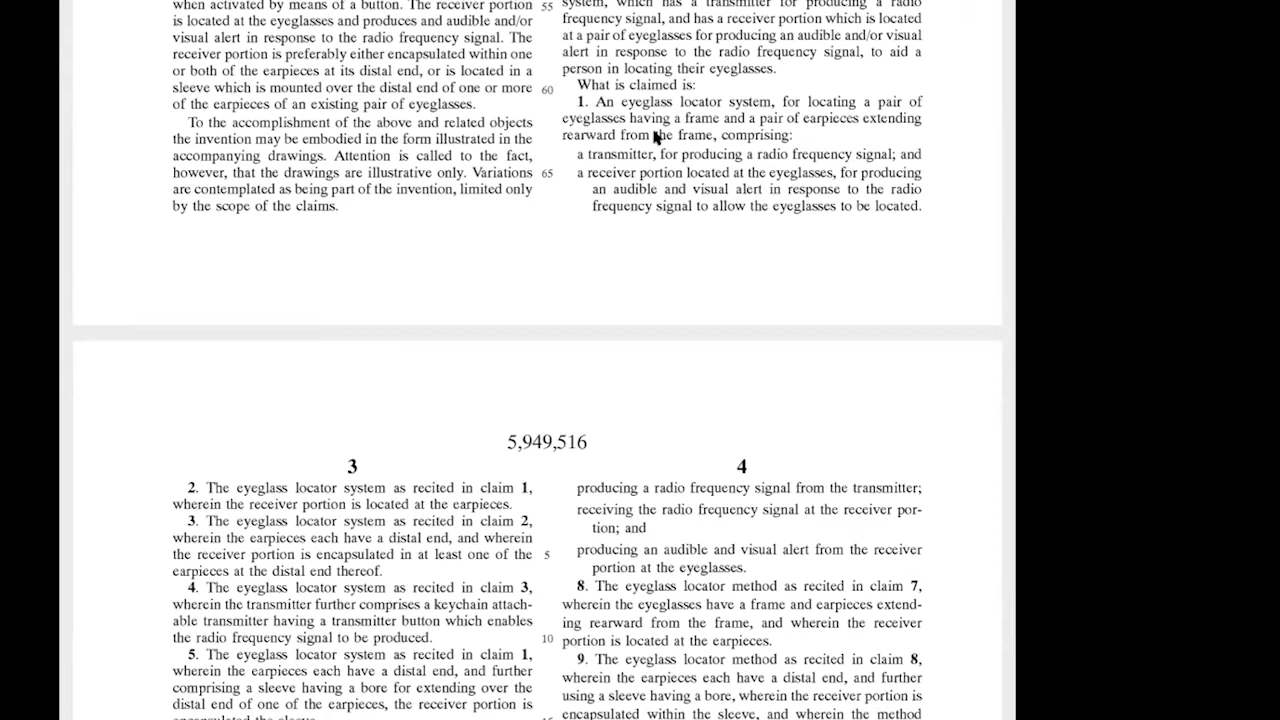 when activated by means of a button. The receiver portion
is located at the eyeglasses and produces and audible and/or
visual alert in response to the radio frequency signal. The
receiver portion is preferably either encapsulated within one
or both of the earpieces at its distal end, or is located in a
sleeve which is mounted over the distal end of one or more
of the earpieces of an existing pair of eyeglasses.
To the accomplishment of the above and related objects
the invention may be embodied in the form illustrated in the
accompanying drawings. Attention is called to the fact,
however, that the drawings are illustrative only. Variations
are contemplated as being part of the invention, limited only
by the scope of the claims.
55
60
65
system, which has a transmitter for producing a radio
frequency signal, and has a receiver portion which is located
at a pair of eyeglasses for producing an audible and/or visual
alert in response to the radio frequency signal, to aid a
person in locating their eyeglasses.
What is claimed is:
1. An eyeglass locator system, for locating a pair of
eyeglasses having a frame and a pair of earpieces extending
rearward from the frame, comprising:
a transmitter, for producing a radio frequency signal; and
a receiver portion located at the eyeglasses, for producing
an audible and visual alert in response to the radio
frequency signal to allow the eyeglasses to be located.
5,949,516
3
2. The eyeglass locator system as recited in claim 1,
wherein the receiver portion is located at the earpieces.
3. The eyeglass locator system as recited in claim 2,
wherein the earpieces each have a distal end, and wherein
the receiver portion is encapsulated in at least one of the
earpieces at the distal end thereof.
4. The eyeglass locator system as recited in claim 3,
wherein the transmitter further comprises a keychain attach-
able transmitter having a transmitter button which enables
the radio frequency signal to be produced.
5. The eyeglass locator system as recited in claim 1,
wherein the earpieces each have a distal end, and further
comprising a sleeve having a bore for extending over the
distal end of one of the earpieces, the receiver portion is
encapsulated the sleeve.
5
10
15
4
producing a radio frequency signal from the transmitter;
receiving the radio frequency signal at the receiver por-
tion; and
producing an audible and visual alert from the receiver
portion at the eyeglasses.
8. The eyeglass locator method as recited in claim 7,
wherein the eyeglasses have a frame and earpieces extend-
ing rearward from the frame, and wherein the receiver
portion is located at the earpieces.
9. The eyeglass locator method as recited in claim 8,
wherein the earpieces each have a distal end, and further
using a sleeve having a bore, wherein the receiver portion is
encapsulated within the sleeve, and wherein the method